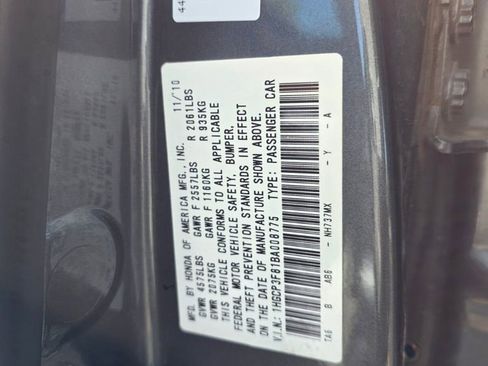 44
MFD. BY HONDA OF AMERICA MFG., INC. 11/10
GVWR 4575LBS GAWR F 2557LBS R 2061LBS
GVWR 2075KG GAWR F 1160KG R 935KG
THIS VEHICLE CONFORMS TO ALL APPLICABLE
FEDERAL MOTOR VEHICLE SAFETY, BUMPER,
AND THEFT PREVENTION STANDARDS IN EFFECT
ON THE DATE OF MANUFACTURE SHOWN ABOVE.
V.I.N.: 1HGCP3F81BA008775 TYPE: PASSENGER CAR
TA6 B AB6 - NH737MX - Y - A